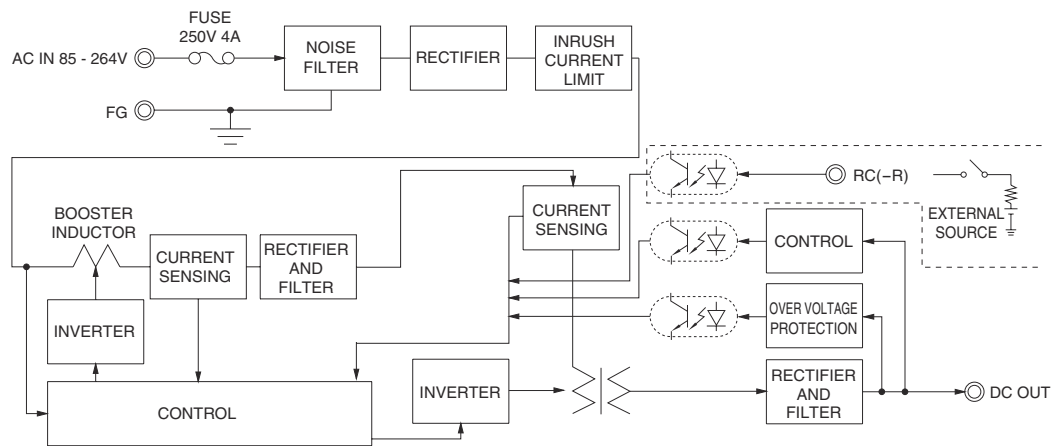 FUSE
250V 4A
AC IN 85 - 264V
NOISE
FILTER
RECTIFIER
INRUSH
CURRENT
LIMIT
FG
RC(−R)
EXTERNAL
SOURCE
CURRENT
SENSING
BOOSTER
INDUCTOR
CURRENT
SENSING
RECTIFIER
AND
FILTER
CONTROL
INVERTER
OVER VOLTAGE
PROTECTION
CONTROL
INVERTER
RECTIFIER
AND
FILTER
DC OUT